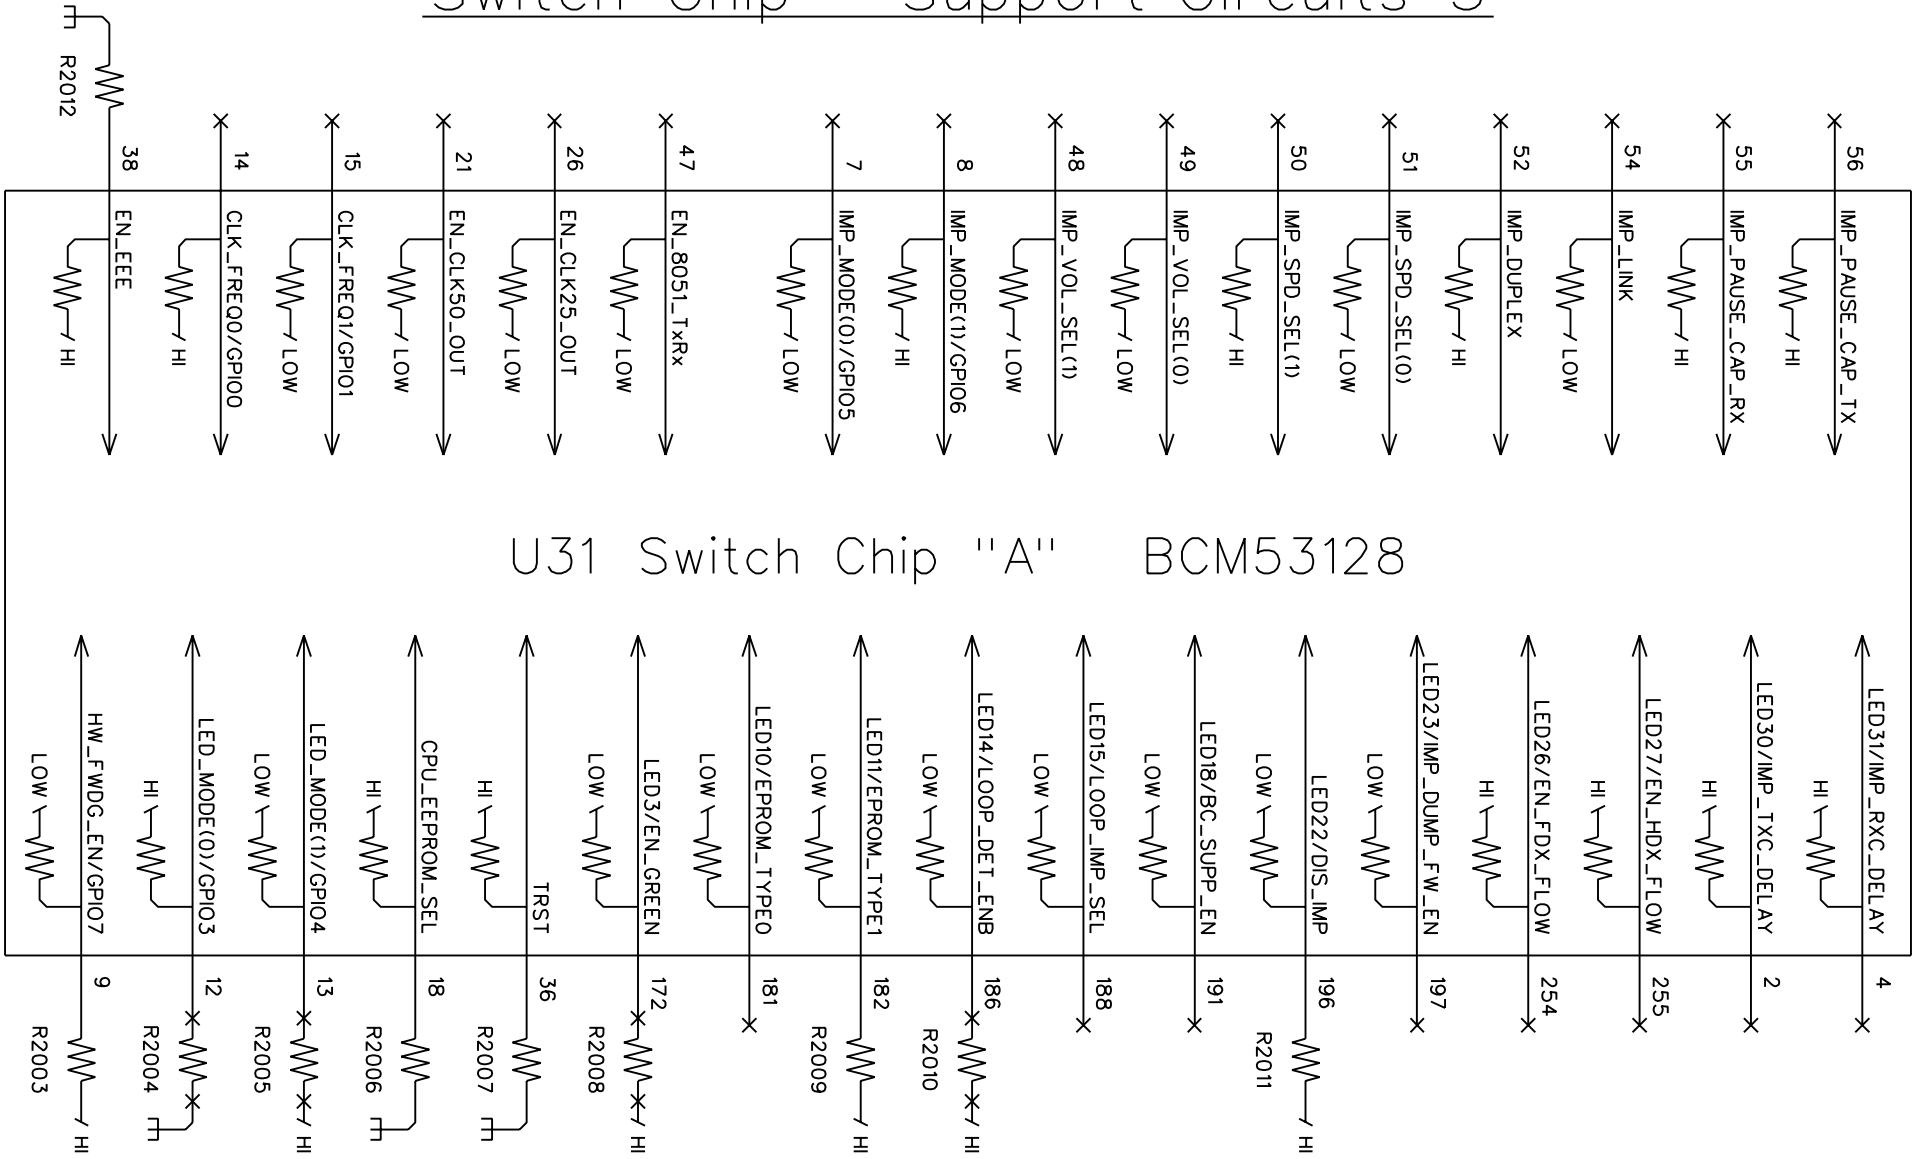 Switch Chip Support Circuits 3
R2012
38
14
15
21
26
47
7
8
48
49
50
51
52
54
55
56
EN_EEE
HI
CLK_FREQ0/GPIO0
HI
CLK_FREQ1/GPIO1
LOW
EN_CLK50_OUT
LOW
EN_CLK25_OUT
LOW
EN_8051_TxRx
LOW
IMP_MODE(0)/GPIO5
LOW
IMP_MODE(1)/GPIO6
HI
IMP_VOL_SEL(1)
LOW
IMP_VOL_SEL(0)
LOW
IMP_SPD_SEL(1)
HI
IMP_SPD_SEL(0)
LOW
IMP_DUPLEX
HI
IMP_LINK
LOW
IMP_PAUSE_CAP_RX
HI
IMP_PAUSE_CAP_TX
HI
U31 Switch Chip "A" BCM53128
HW_FWDG_EN/GPIO7
LOW
LED_MODE(0)/GPIO3
HI
LED_MODE(1)/GPIO4
LOW
CPU_EEPROM_SEL
HI
TRST
HI
LED3/EN_GREEN
LOW
LED10/EPROM_TYPE0
LOW
LED11/EPROM_TYPE1
LOW
LED14/LOOP_DET_ENB
LOW
LED15/LOOP_IMP_SEL
LOW
LED18/BC_SUPP_EN
LOW
LED22/DIS_IMP
LOW
LED23/IMP_DUMP_FW_EN
LOW
LED26/EN_FDX_FLOW
HI
LED27/EN_HDX_FLOW
HI
LED30/IMP_TXC_DELAY
HI
LED31/IMP_RXC_DELAY
HI
9
12
13
18
36
172
181
182
186
188
191
196
197
254
255
2
4
R2003
HI
R2004
R2005
HI
R2006
R2007
R2008
HI
R2009
HI
R2010
HI
R2011
HI